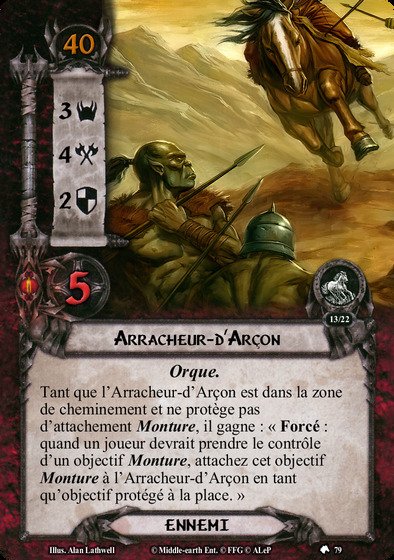 40
3
4
2
5
13/22
Arracheur-d'Arçon
Orque.
Tant que l'Arracheur-d'Arçon est dans la zone
de cheminement et ne protège pas
d'attachement Monture, il gagne : « Forcé :
quand un joueur devrait prendre le contrôle
d'un objectif Monture, attachez cet objectif
Monture à l'Arracheur-d'Arçon en tant
qu'objectif protégé à la place. »
ENNEMI
Illus. Alan Lathwell © Middle-earth Ent. © FFG © ALeP 79